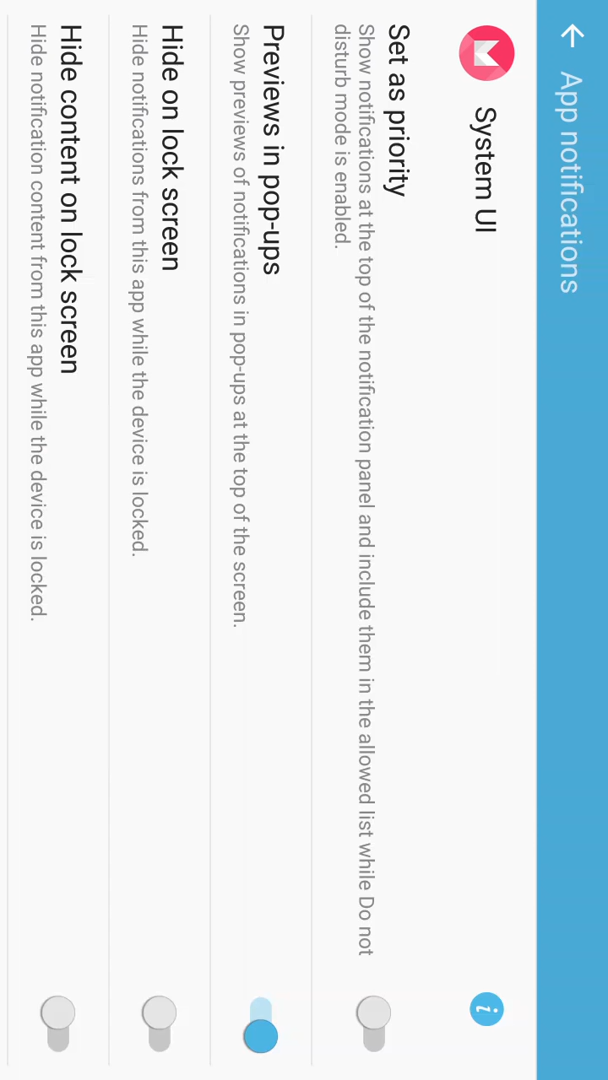 App notifications
System UI
Set as priority
Show notifications at the top of the notification panel and include them in the allowed list while Do not
disturb mode is enabled.
Previews in pop-ups
Show previews of notifications in pop-ups at the top of the screen.
Hide on lock screen
Hide notifications from this app while the device is locked.
Hide content on lock screen
Hide notification content from this app while the device is locked.